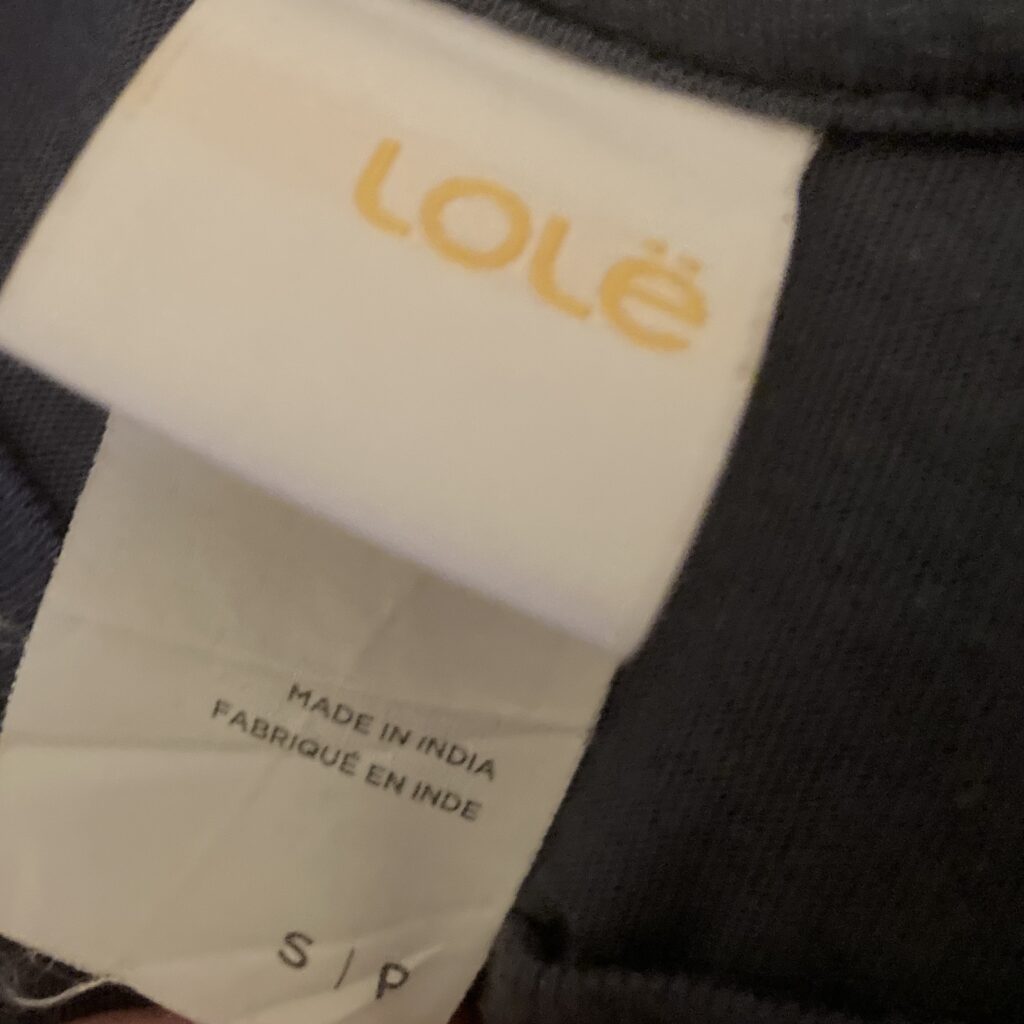 LOLË
MADE IN INDIA
FABRIQUÉ EN INDE
S / P